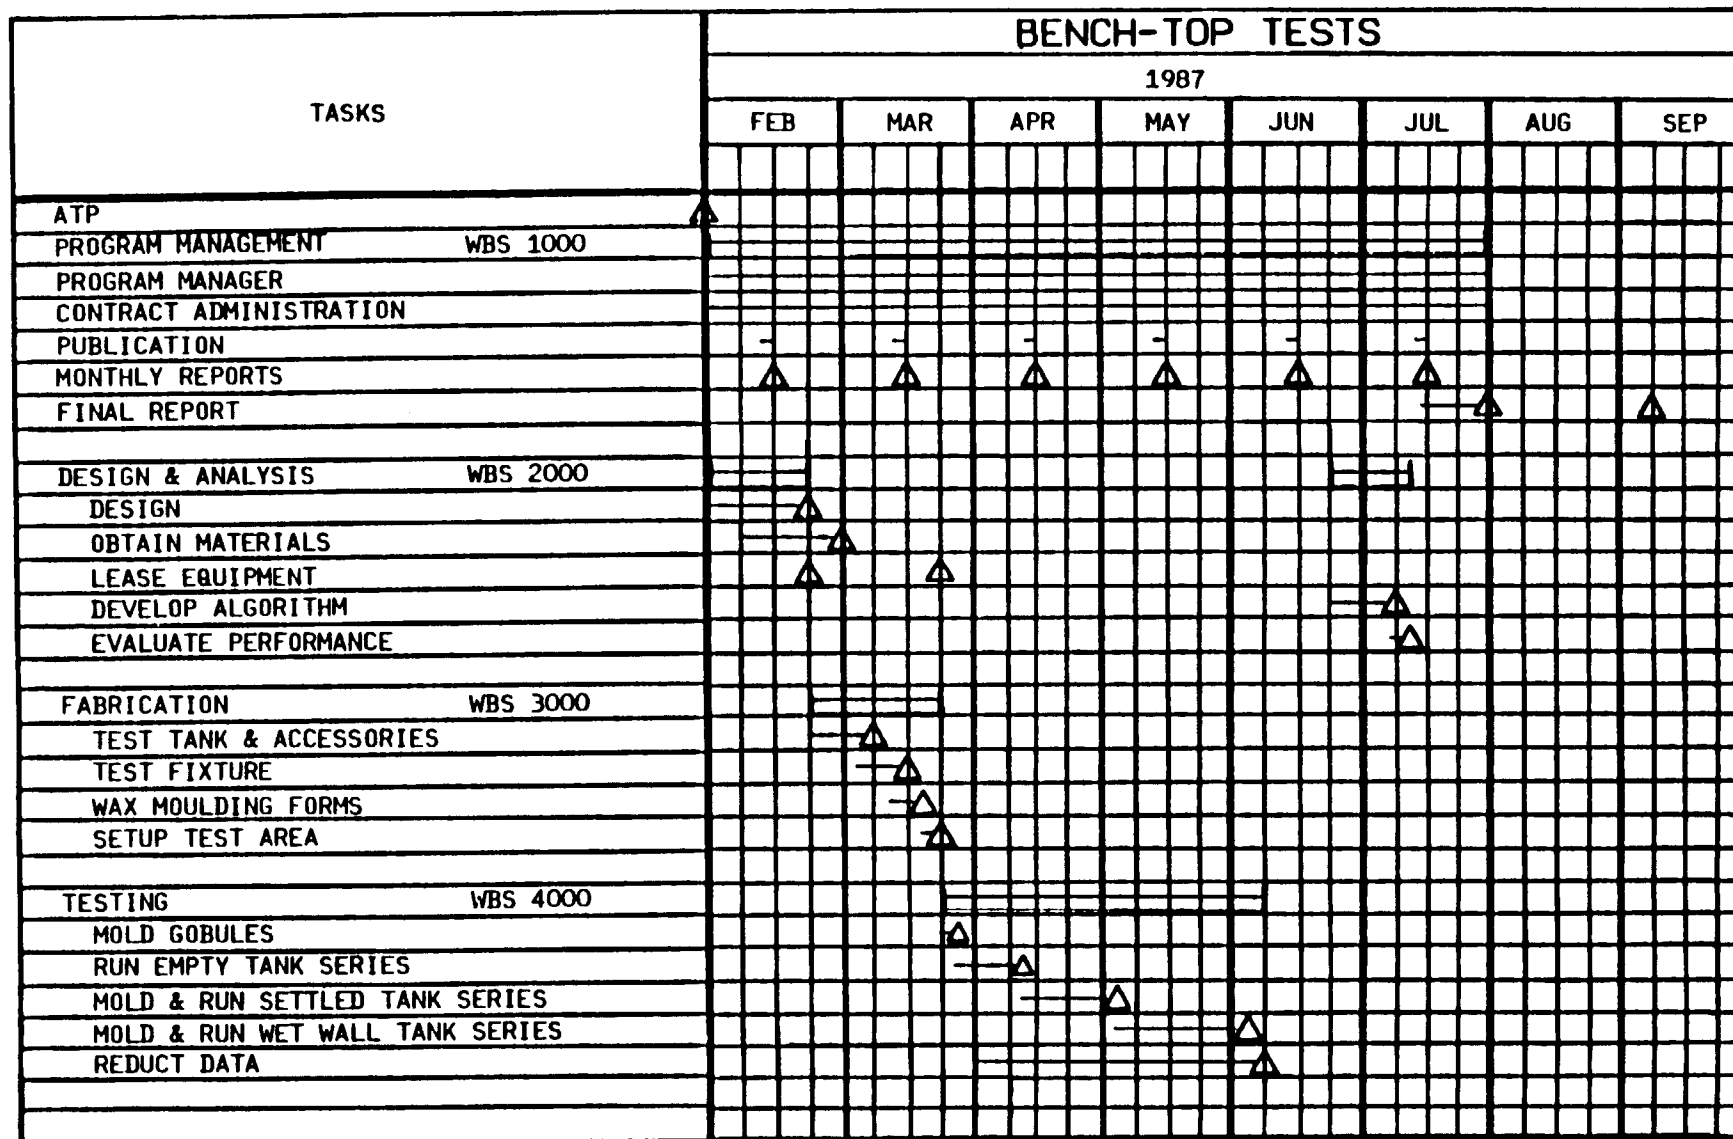 BENCH-TOP TESTS
1987
TASKS
FEB MAR APR MAY JUN JUL AUG SEP
ATP
PROGRAM MANAGEMENT WBS 1000
PROGRAM MANAGER
CONTRACT ADMINISTRATION
PUBLICATION
MONTHLY REPORTS
FINAL REPORT
DESIGN & ANALYSIS WBS 2000
DESIGN
OBTAIN MATERIALS
LEASE EQUIPMENT
DEVELOP ALGORITHM
EVALUATE PERFORMANCE
FABRICATION WBS 3000
TEST TANK & ACCESSORIES
TEST FIXTURE
WAX MOULDING FORMS
SETUP TEST AREA
TESTING WBS 4000
MOLD GOBULES
RUN EMPTY TANK SERIES
MOLD & RUN SETTLED TANK SERIES
MOLD & RUN WET WALL TANK SERIES
REDUCT DATA